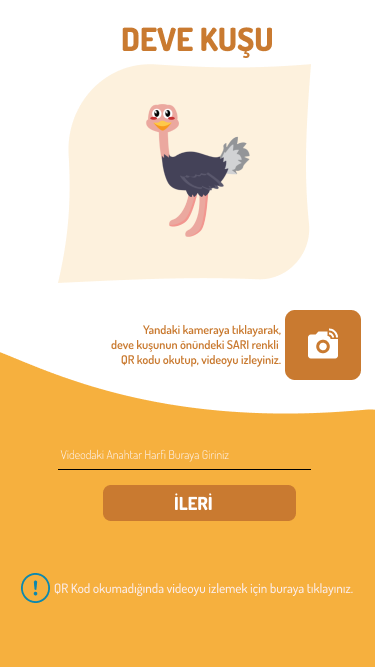 DEVE KUŞU
Yandaki kameraya tıklayarak,
deve kuşunun önündeki SARI renkli
QR kodu okutup, videoyu izleyiniz.
Videodaki Anahtar Harfi Buraya Giriniz
İLERİ
QR Kod okumadığında videoyu izlemek için buraya tıklayınız.